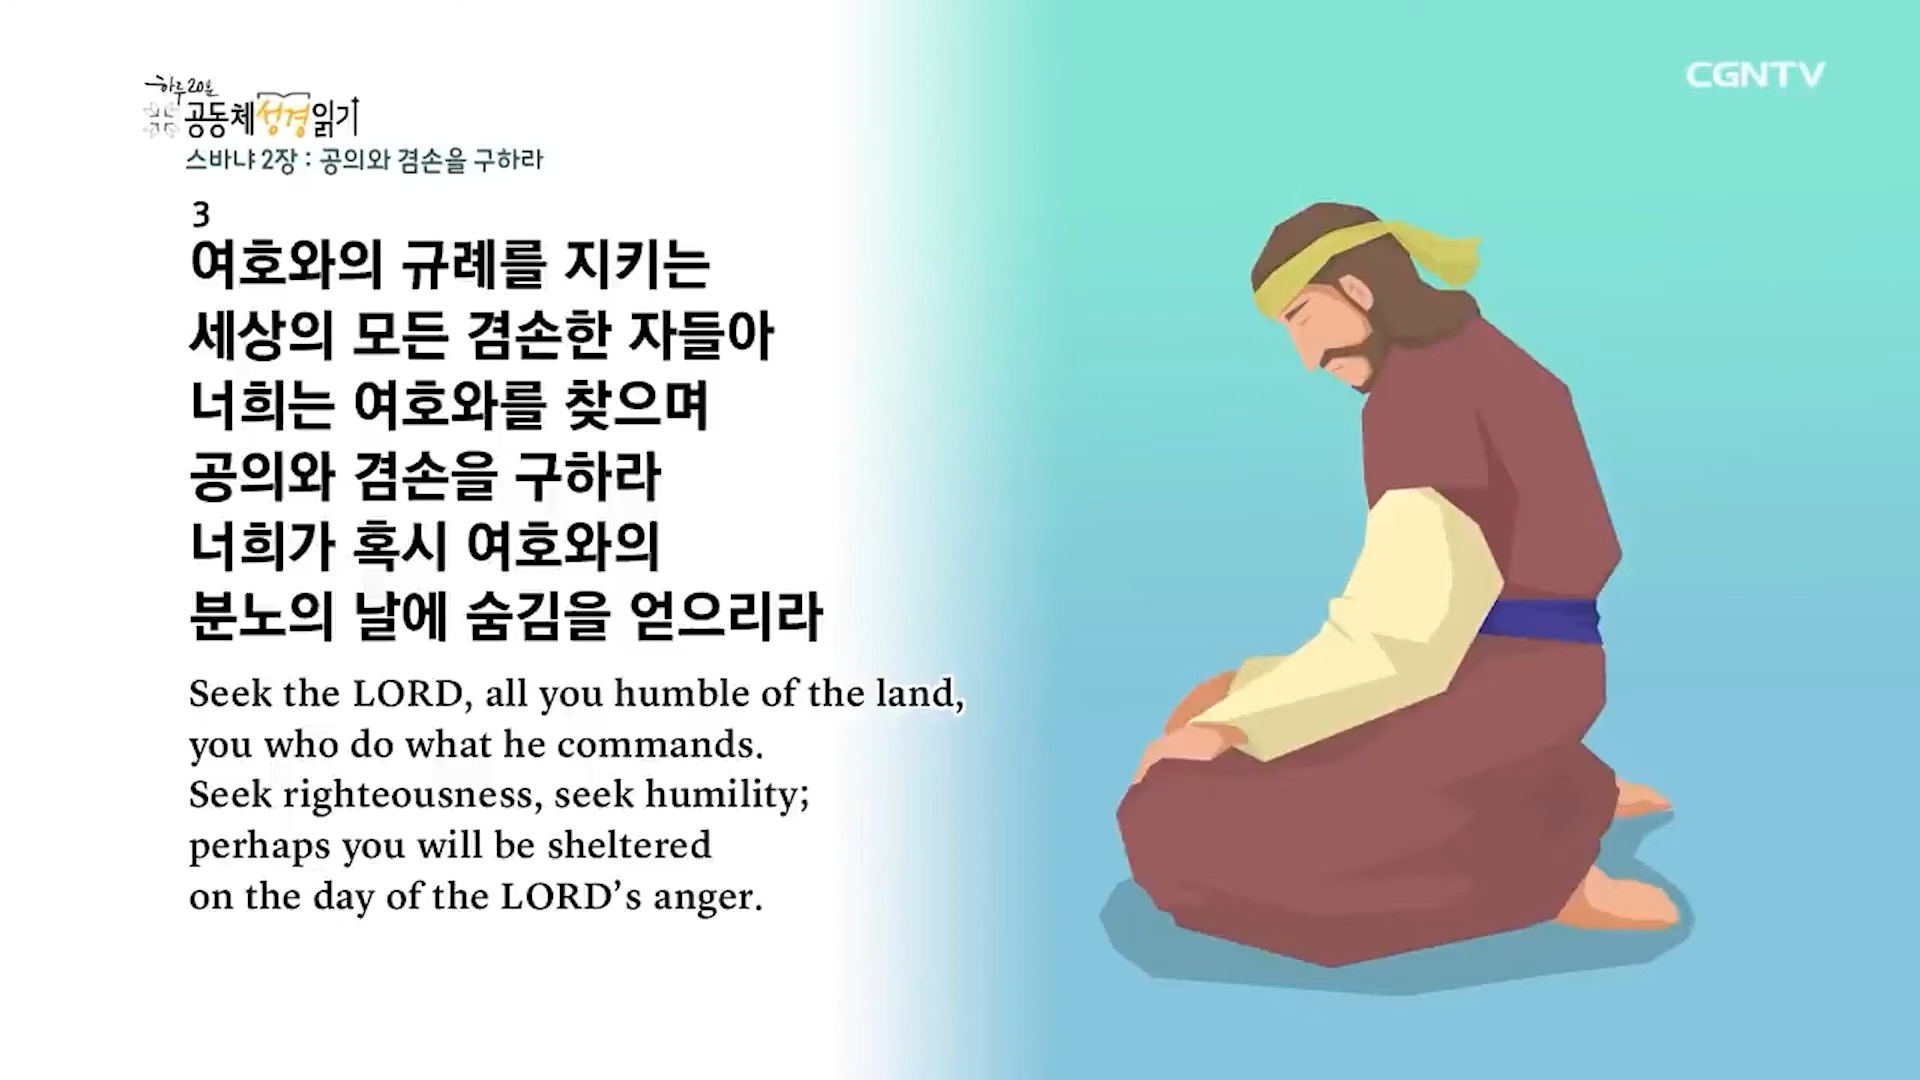 하루 20분
공동체 성경 읽기
CGNTV
스바냐 2장 : 공의와 겸손을 구하라
3
여호와의 규례를 지키는
세상의 모든 겸손한 자들아
너희는 여호와를 찾으며
공의와 겸손을 구하라
너희가 혹시 여호와의
분노의 날에 숨김을 얻으리라
Seek the LORD, all you humble of the land,
you who do what he commands.
Seek righteousness, seek humility;
perhaps you will be sheltered
on the day of the LORD’s anger.